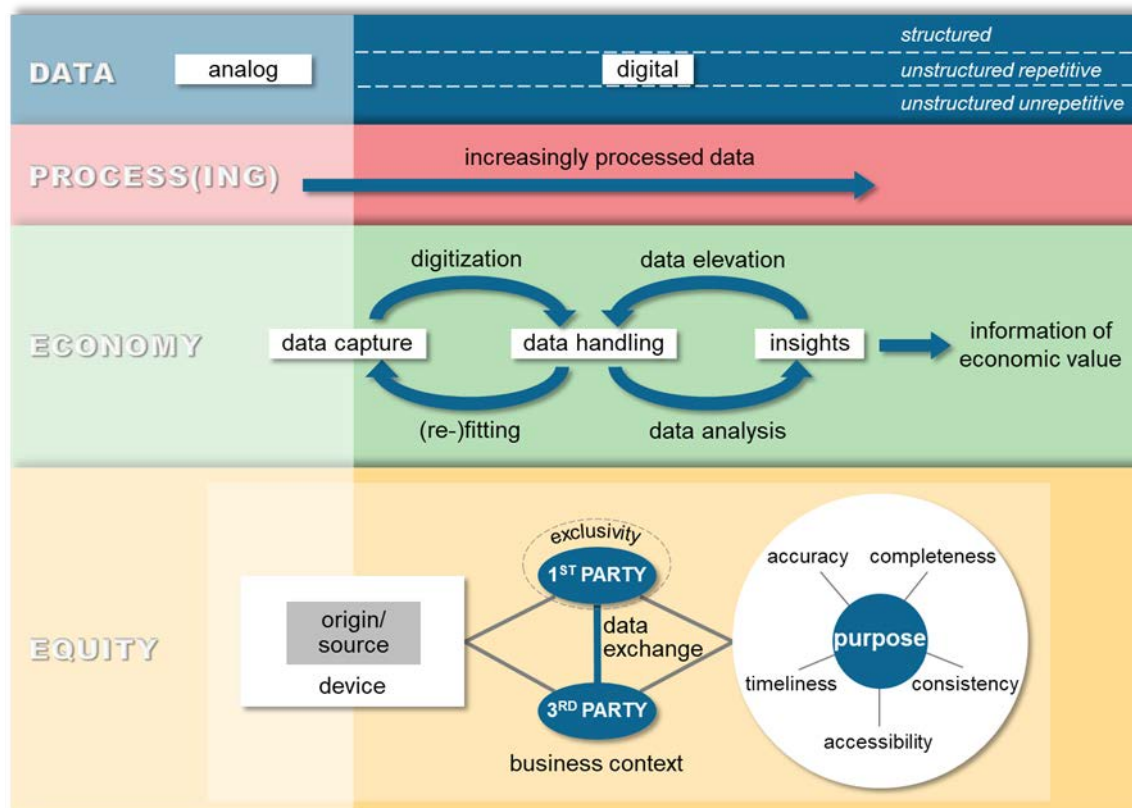 DATA
analog
digital
structured
unstructured repetitive
unstructured unrepetitive
PROCESS(ING)
increasingly processed data
ECONOMY
digitization
data elevation
data capture
data handling
insights
information of
economic value
(re-)fitting
data analysis
EQUITY
origin/
source
device
exclusivity
1ST PARTY
data
exchange
3RD PARTY
business context
accuracy
completeness
purpose
timeliness
consistency
accessibility